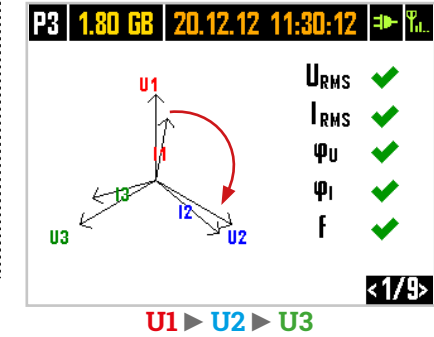 P3 1.80 GB 20.12.12 11:30:12
U1
URMS
I1
IRMS
φU
I3
φI
I2
U3
U2
f
<1/9>
U1 ▶ U2 ▶ U3